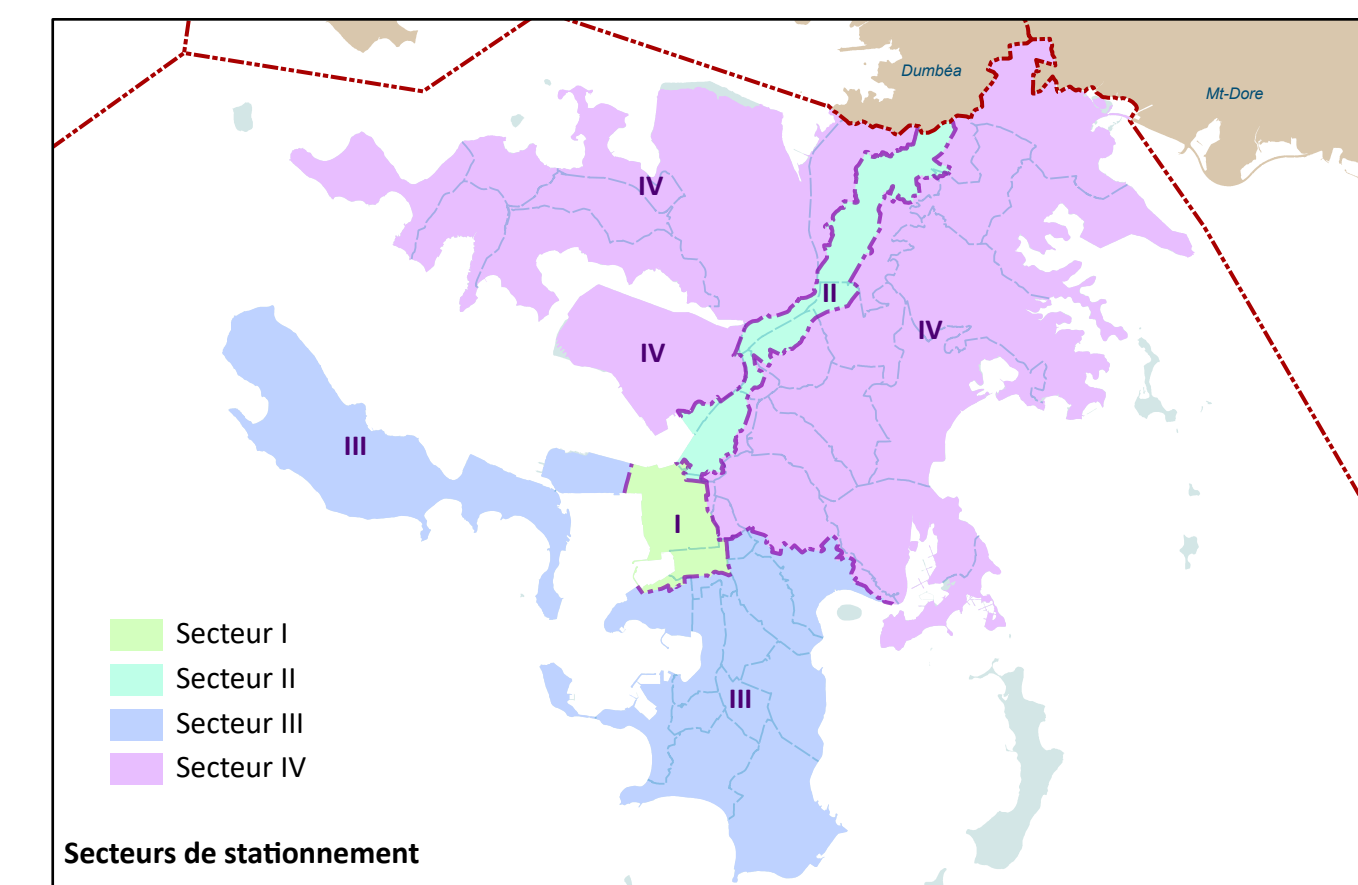 Dumbéa
Mt-Dore
IV
II
IV
IV
III
I
III
Secteur I
Secteur II
Secteur III
Secteur IV
Secteurs de stationnement